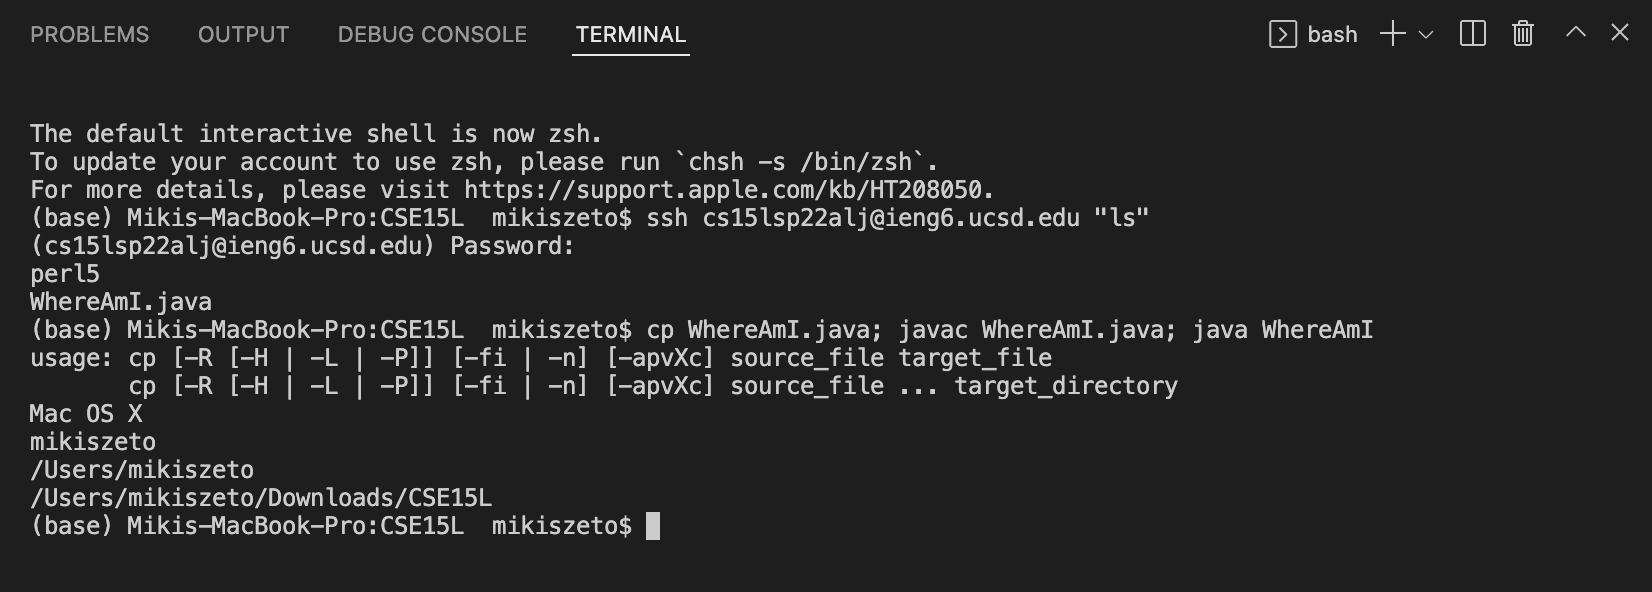 PROBLEMS OUTPUT DEBUG CONSOLE TERMINAL bash
The default interactive shell is now zsh.
To update your account to use zsh, please run `chsh -s /bin/zsh`.
For more details, please visit https://support.apple.com/kb/HT208050.
(base) Mikis-MacBook-Pro:CSE15L  mikiszeto$ ssh cs15lsp22alj@ieng6.ucsd.edu "ls"
(cs15lsp22alj@ieng6.ucsd.edu) Password:
perl5
WhereAmI.java
(base) Mikis-MacBook-Pro:CSE15L  mikiszeto$ cp WhereAmI.java; javac WhereAmI.java; java WhereAmI
usage: cp [-R [-H | -L | -P]] [-fi | -n] [-apvXc] source_file target_file
       cp [-R [-H | -L | -P]] [-fi | -n] [-apvXc] source_file ... target_directory
Mac OS X
mikiszeto
/Users/mikiszeto
/Users/mikiszeto/Downloads/CSE15L
(base) Mikis-MacBook-Pro:CSE15L  mikiszeto$